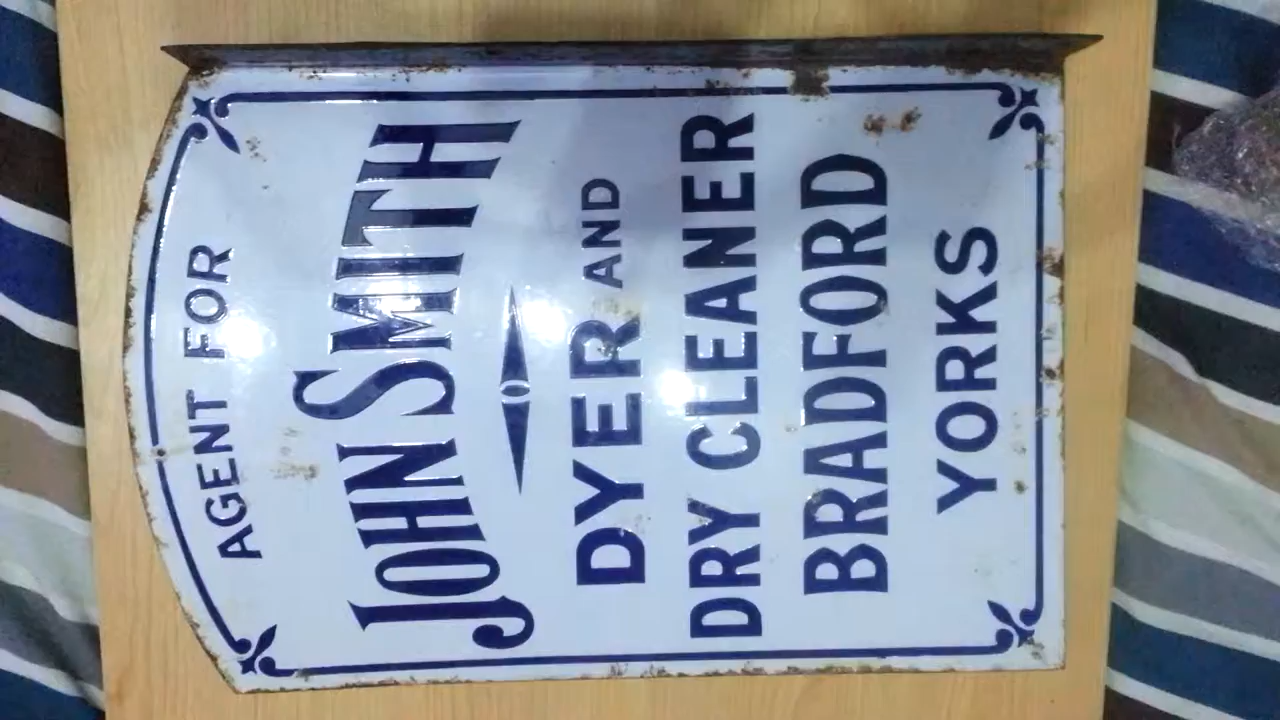 AGENT FOR
JOHN SMITH
DYER AND
DRY CLEANER
BRADFORD
YORKS